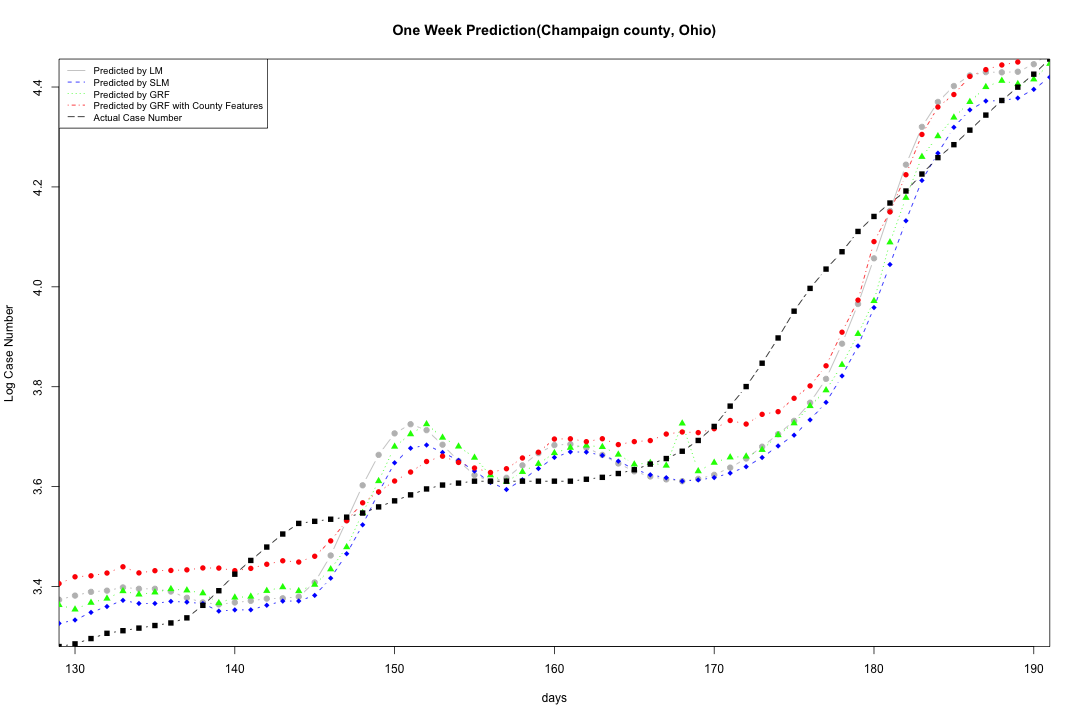 One Week Prediction(Champaign county, Ohio)
Predicted by LM
Predicted by SLM
Predicted by GRF
Predicted by GRF with County Features
Actual Case Number
4.4
4.2
4.0
3.8
3.6
3.4
Log Case Number
130 140 150 160 170 180 190
days